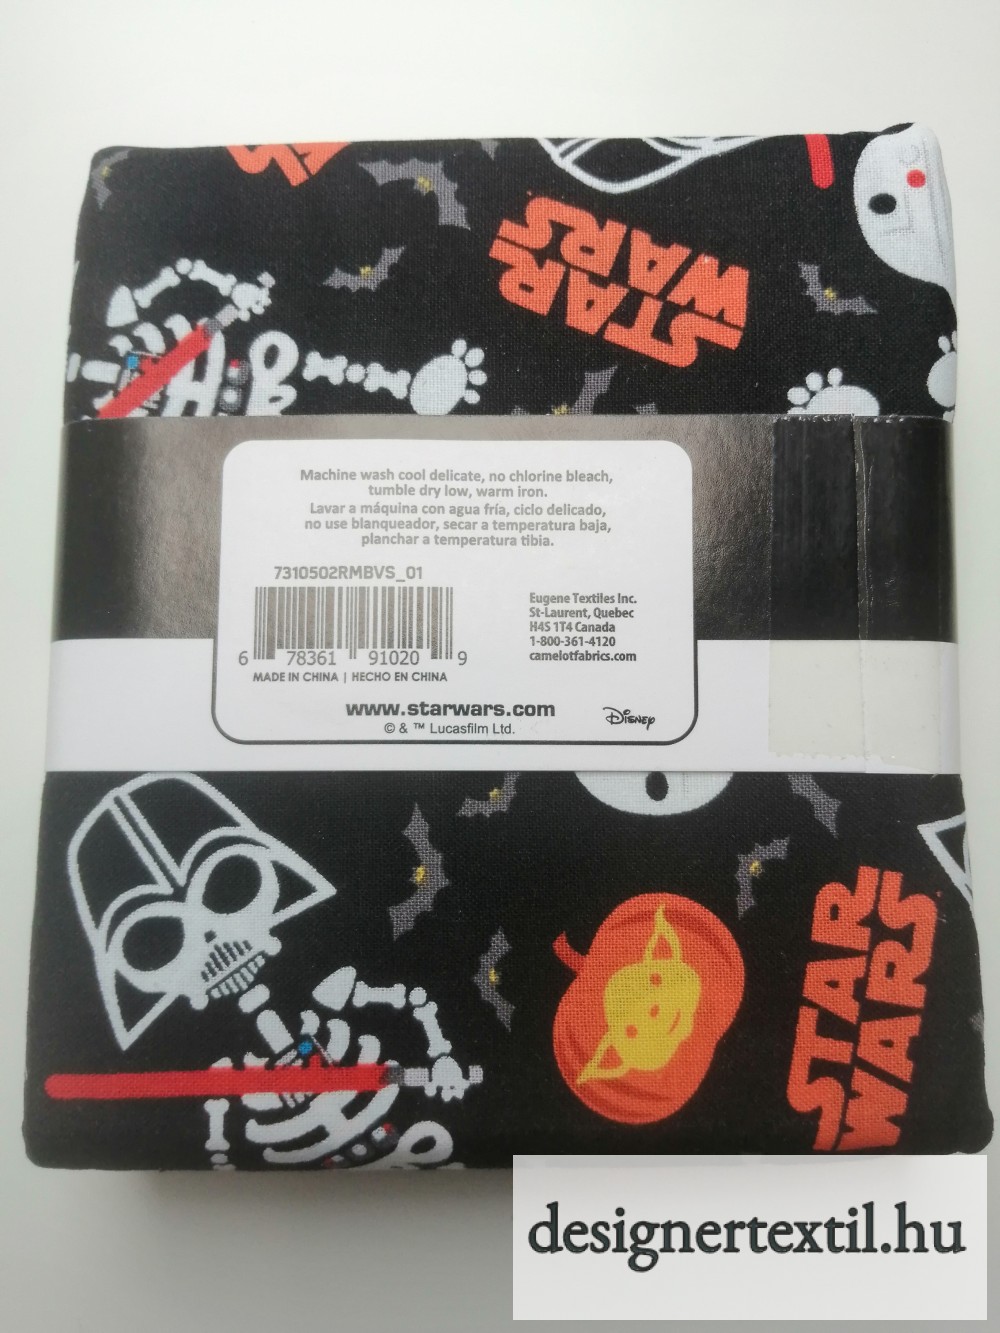 STAR
WARS
Machine wash cool delicate, no chlorine bleach,
tumble dry low, warm iron.
Lavar a máquina con agua fría, ciclo delicado,
no use blanqueador, secar a temperatura baja,
planchar a temperatura tibia.
7310502RMBVS_01
6 78361 91020 9
MADE IN CHINA | HECHO EN CHINA
Eugene Textiles Inc.
St-Laurent, Quebec
H4S 1T4 Canada
1-800-361-4120
camelotfabrics.com
www.starwars.com
© & ™ Lucasfilm Ltd.
Disney
STAR
WARS
designertextil.hu